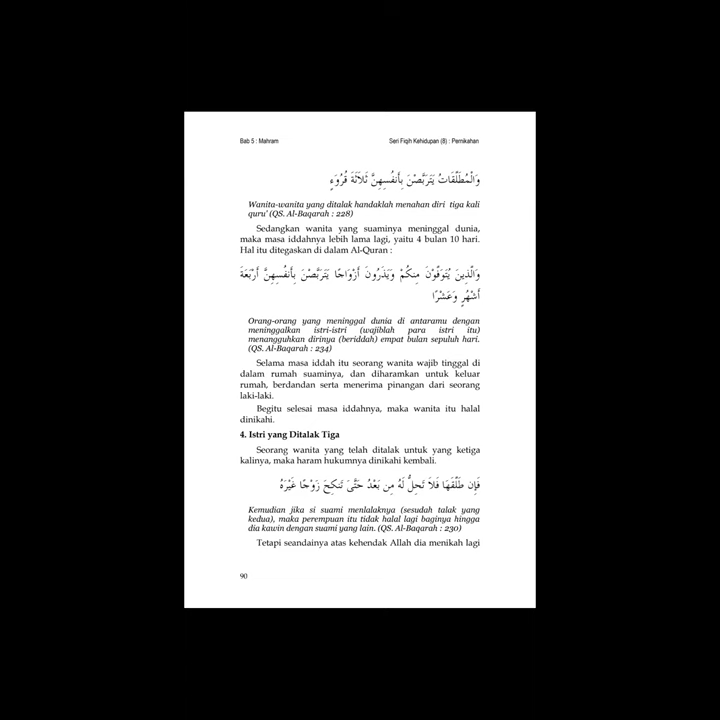 Bab 5 : Mahram Seri Fiqih Kehidupan (8) : Pernikahan
وَالْمُطَلَّقَاتُ يَتَرَبَّصْنَ بِأَنفُسِهِنَّ ثَلاَثَةَ قُرُوَءٍ
Wanita-wanita yang ditalak handaklah menahan diri tiga kali
quru' (QS. Al-Baqarah : 228)
Sedangkan wanita yang suaminya meninggal dunia,
maka masa iddahnya lebih lama lagi, yaitu 4 bulan 10 hari.
Hal itu ditegaskan di dalam Al-Quran :
وَالَّذِينَ يُتَوَفَّوْنَ مِنكُمْ وَيَذَرُونَ أَزْوَاجًا يَتَرَبَّصْنَ بِأَنفُسِهِنَّ أَرْبَعَةَ
أَشْهُرٍ وَعَشْرًا
Orang-orang yang meninggal dunia di antaramu dengan
meninggalkan istri-istri (wajiblah para istri itu)
menangguhkan dirinya (beriddah) empat bulan sepuluh hari.
(QS. Al-Baqarah : 234)
Selama masa iddah itu seorang wanita wajib tinggal di
dalam rumah suaminya, dan diharamkan untuk keluar
rumah, berdandan serta menerima pinangan dari seorang
laki-laki.
Begitu selesai masa iddahnya, maka wanita itu halal
dinikahi.
4. Istri yang Ditalak Tiga
Seorang wanita yang telah ditalak untuk yang ketiga
kalinya, maka haram hukumnya dinikahi kembali.
فَإِن طَلَّقَهَا فَلاَ تَحِلُّ لَهُ مِن بَعْدُ حَتَّىَ تَنكِحَ زَوْجًا غَيْرَهُ
Kemudian jika si suami menlalaknya (sesudah talak yang
kedua), maka perempuan itu tidak halal lagi baginya hingga
dia kawin dengan suami yang lain. (QS. Al-Baqarah : 230)
Tetapi seandainya atas kehendak Allah dia menikah lagi
90